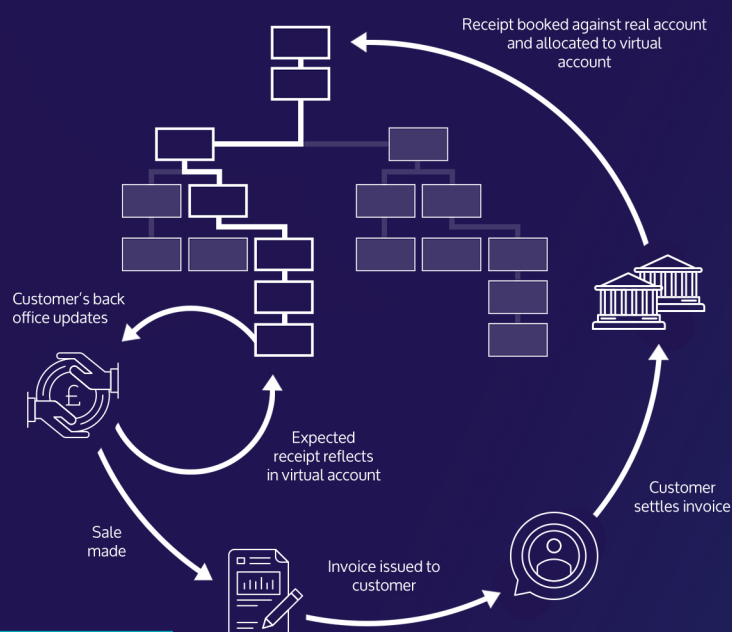 Receipt booked against real account
and allocated to virtual
account
Customer's back
office updates
£
Expected
receipt reflects
in virtual account
Customer
settles invoice
Sale
made
Invoice issued to
customer